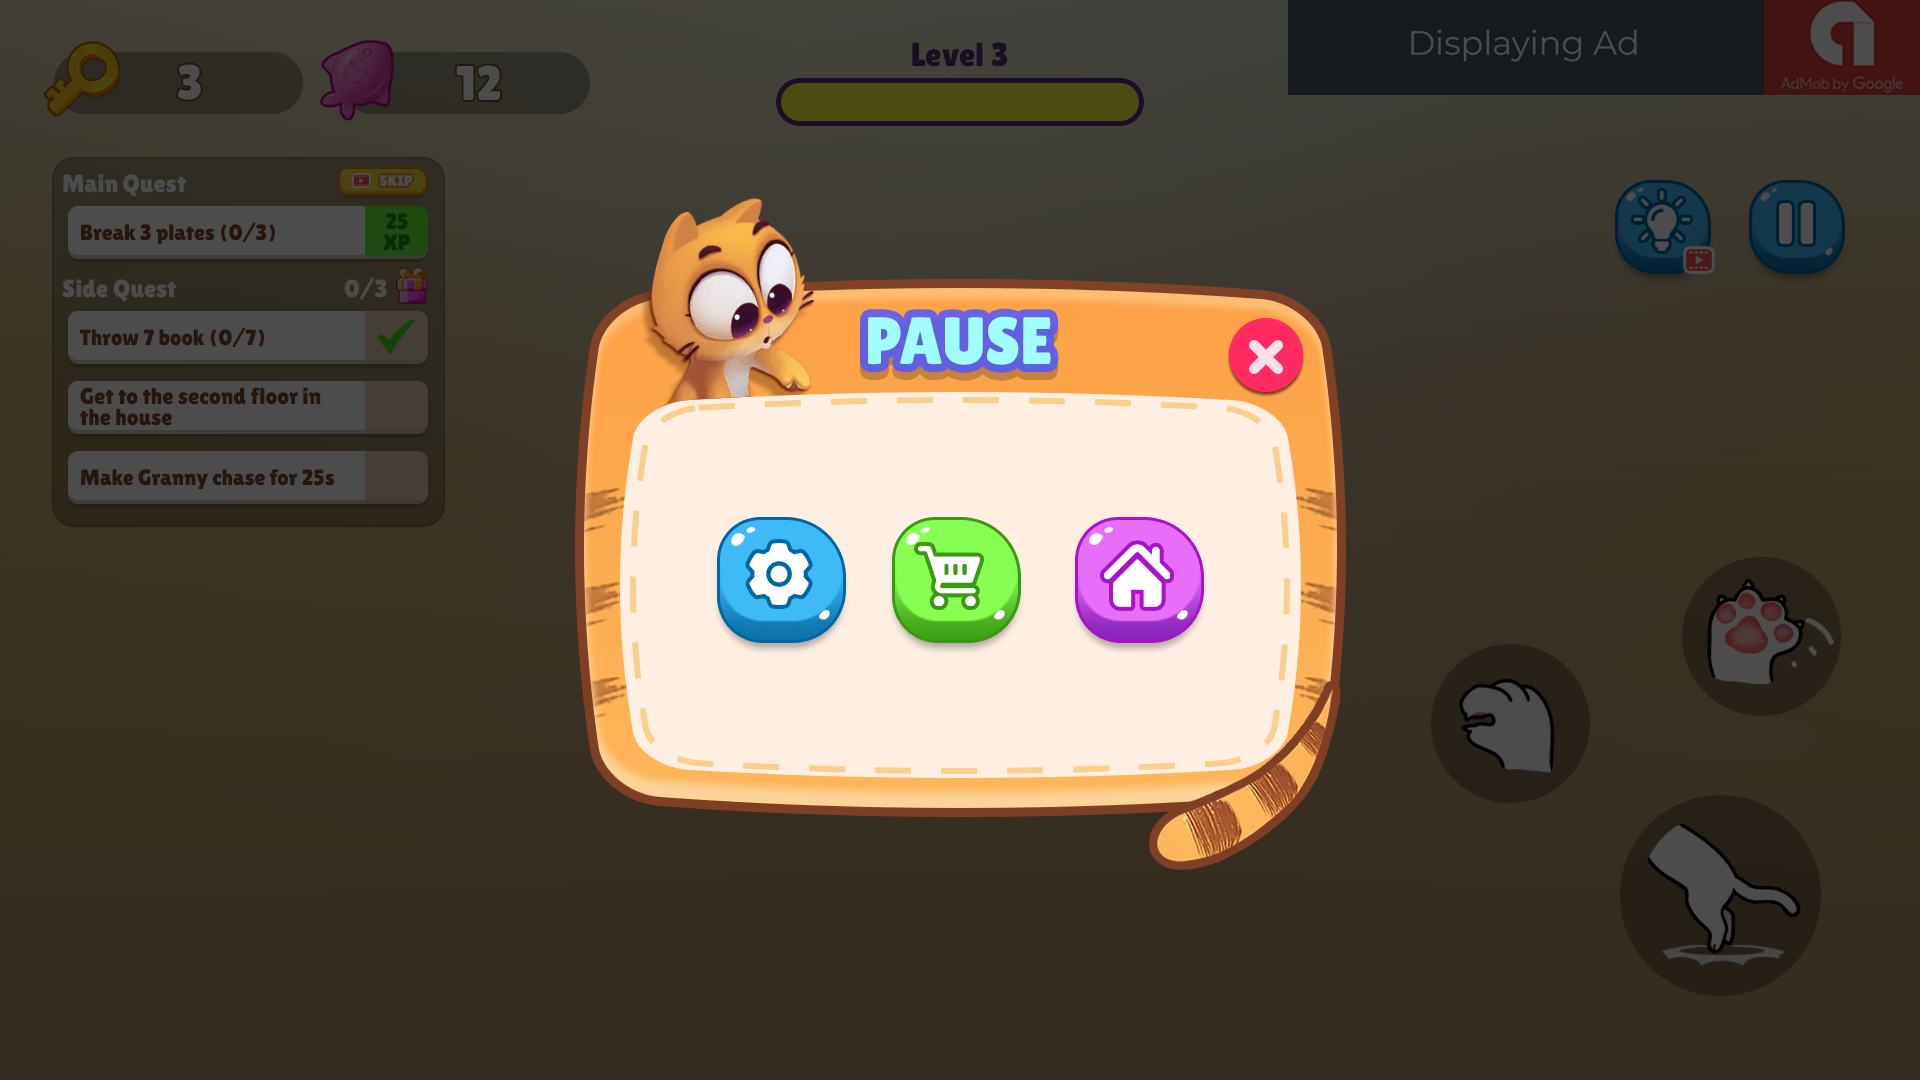 3
12
Level 3
Displaying Ad
AdMob by Google
Main Quest
SKIP
Break 3 plates (0/3)
25
XP
Side Quest
0/3
Throw 7 book (0/7)
Get to the second floor in
the house
Make Granny chase for 25s
PAUSE